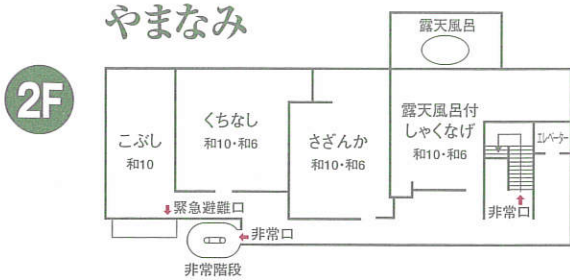 やまなみ
2F
露天風呂
こぶし
和10
くちなし
和10・和6
さざんか
和10・和6
露天風呂付
しゃくなげ
和10・和6
エレベーター
緊急避難口
非常口
非常口
非常階段